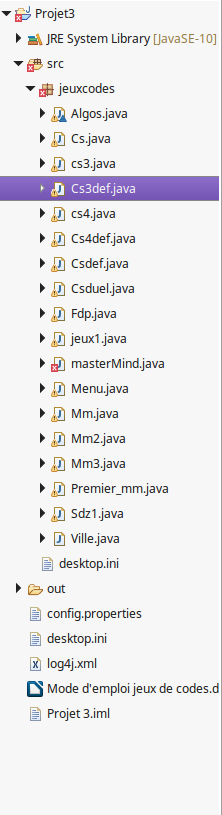 Projet3
JRE System Library [JavaSE-10]
src
jeuxcodes
Algos.java
Cs.java
cs3.java
Cs3def.java
cs4.java
Cs4def.java
Csdef.java
Csduel.java
Fdp.java
jeux1.java
masterMind.java
Menu.java
Mm.java
Mm2.java
Mm3.java
Premier_mm.java
Sdz1.java
Ville.java
desktop.ini
out
config.properties
desktop.ini
log4j.xml
Mode d'emploi jeux de codes.d
Projet 3.iml